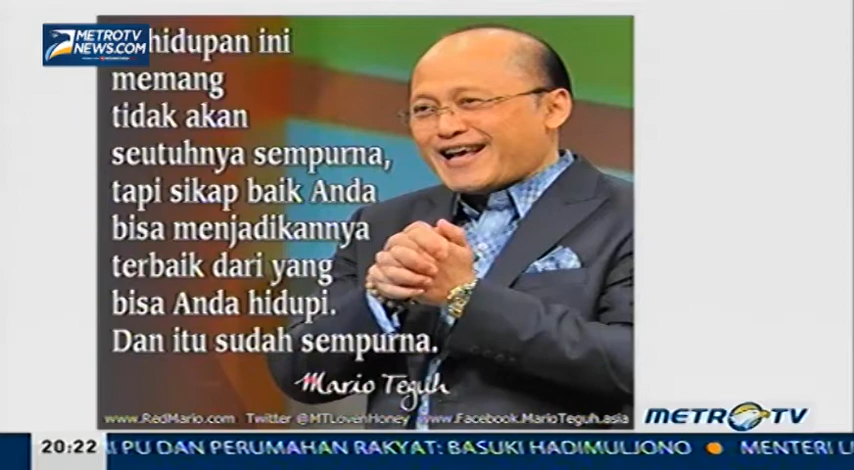 METROTV
NEWS.COM
hidupan ini
memang
tidak akan
seutuhnya sempurna,
tapi sikap baik Anda
bisa menjadikannya
terbaik dari yang
bisa Anda hidupi.
Dan itu sudah sempurna.
Mario Teguh
www.RedMario.com Twitter @MTLovenHoney www.Facebook.MarioTeguh.asia
METROTV
20:22 I PU DAN PERUMAHAN RAKYAT: BASUKI HADIMULJONO MENTERI L